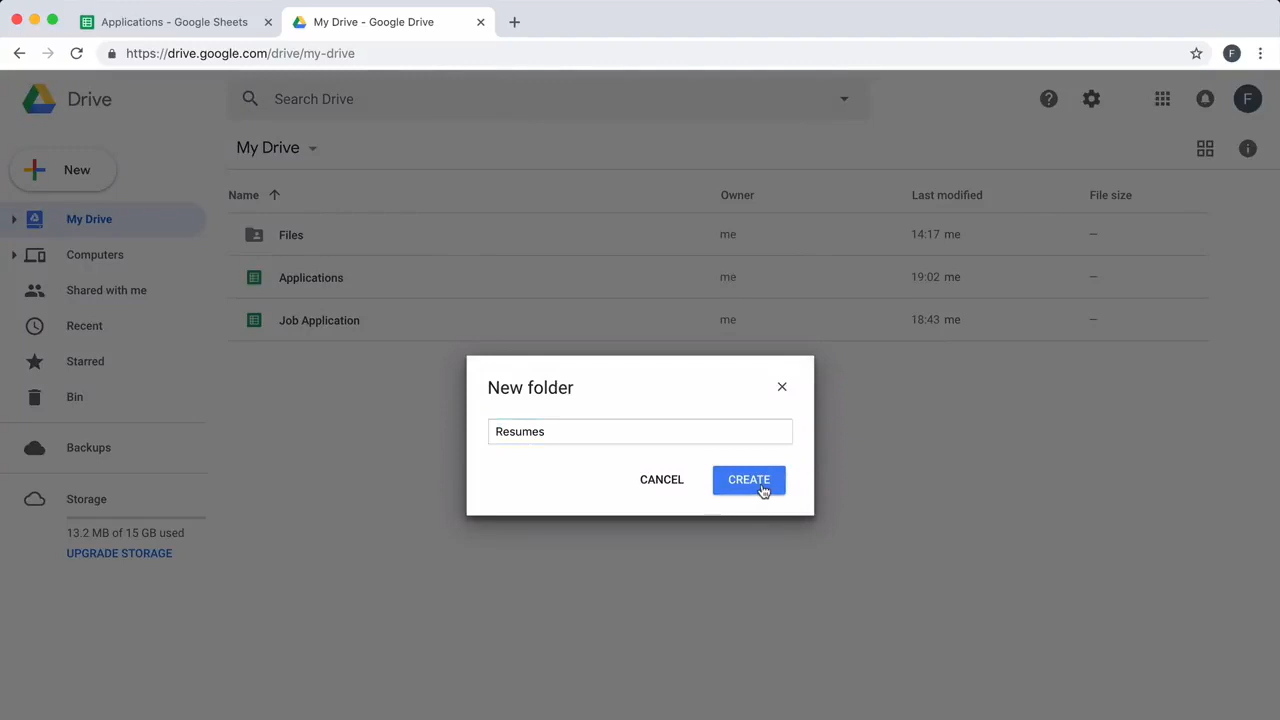 Applications - Google Sheets
My Drive - Google Drive
https://drive.google.com/drive/my-drive
F
Drive
Search Drive
F
My Drive
New
Name
Owner
Last modified
File size
My Drive
Files
me
14:17 me
—
Computers
Applications
me
19:02 me
—
Shared with me
Job Application
me
18:43 me
—
Recent
Starred
Bin
New folder
Resumes
CANCEL
CREATE
Backups
Storage
13.2 MB of 15 GB used
UPGRADE STORAGE